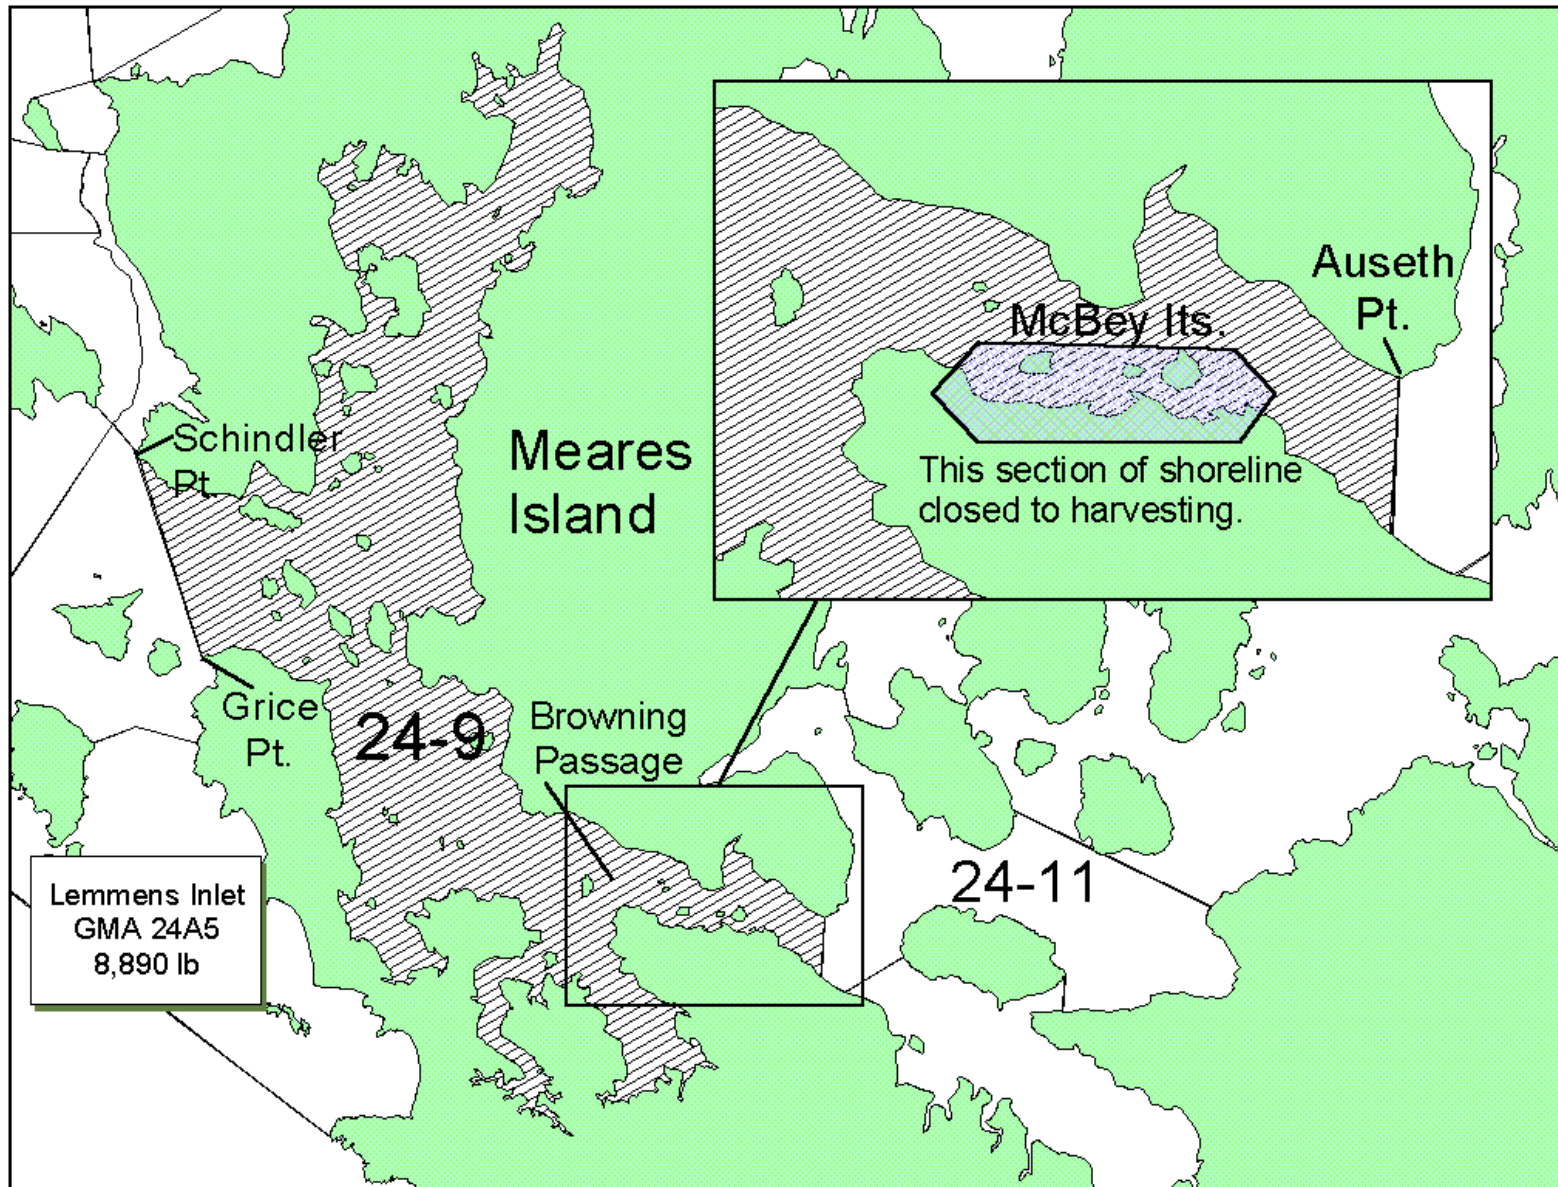 Auseth
Pt.
McBey Its.
This section of shoreline
closed to harvesting.
Schindler
Pt.
Meares
Island
Grice
Pt.
24-9
Browning
Passage
24-11
Lemmens Inlet
GMA 24A5
8,890 lb